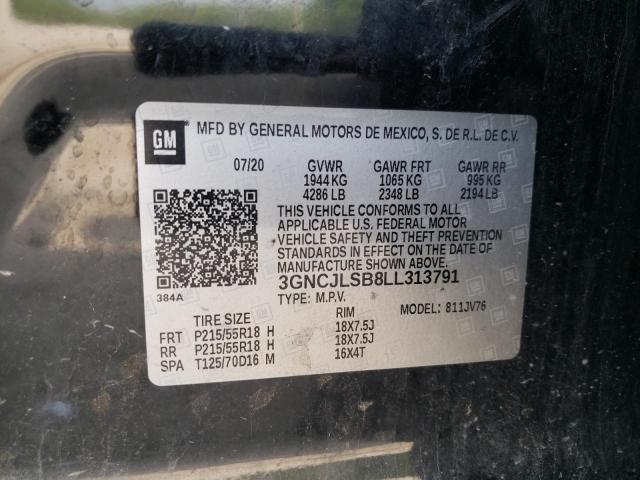 GM MFD BY GENERAL MOTORS DE MEXICO, S. DE R.L. DE C.V.
07/20 GVWR GAWR FRT GAWR RR
1944 KG 1065 KG 995 KG
4286 LB 2348 LB 2194 LB
THIS VEHICLE CONFORMS TO ALL
APPLICABLE U.S. FEDERAL MOTOR
VEHICLE SAFETY AND THEFT PREVENTION
STANDARDS IN EFFECT ON THE DATE OF
MANUFACTURE SHOWN ABOVE.
3GNCJLSB8LL313791
384A
TYPE: M.P.V. MODEL: 811JV76
TIRE SIZE RIM
FRT P215/55R18 H 18X7.5J
RR P215/55R18 H 18X7.5J
SPA T125/70D16 M 16X4T